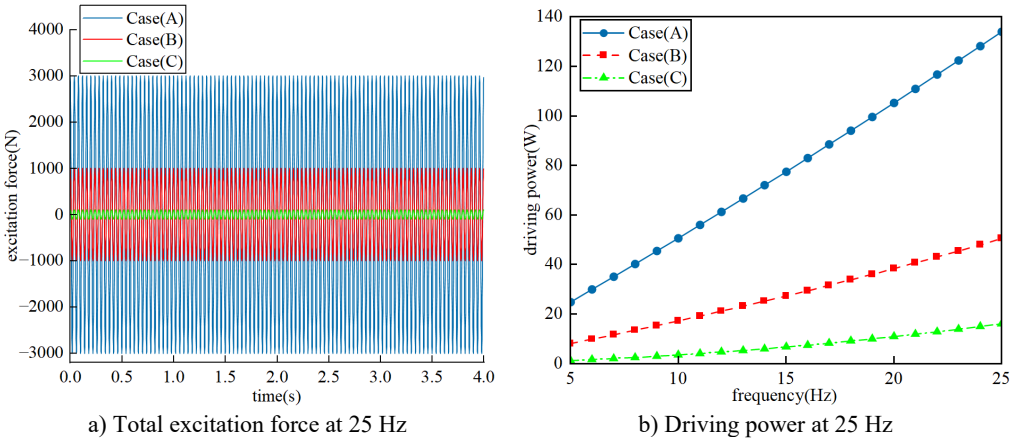 Case(A)
Case(B)
Case(C)
4000
3000
2000
1000
0
−1000
−2000
−3000
excitation force(N)
0.0 0.5 1.0 1.5 2.0 2.5 3.0 3.5 4.0
time(s)
a) Total excitation force at 25 Hz
Case(A)
Case(B)
Case(C)
140
120
100
80
60
40
20
0
driving power(W)
5 10 15 20 25
frequency(Hz)
b) Driving power at 25 Hz